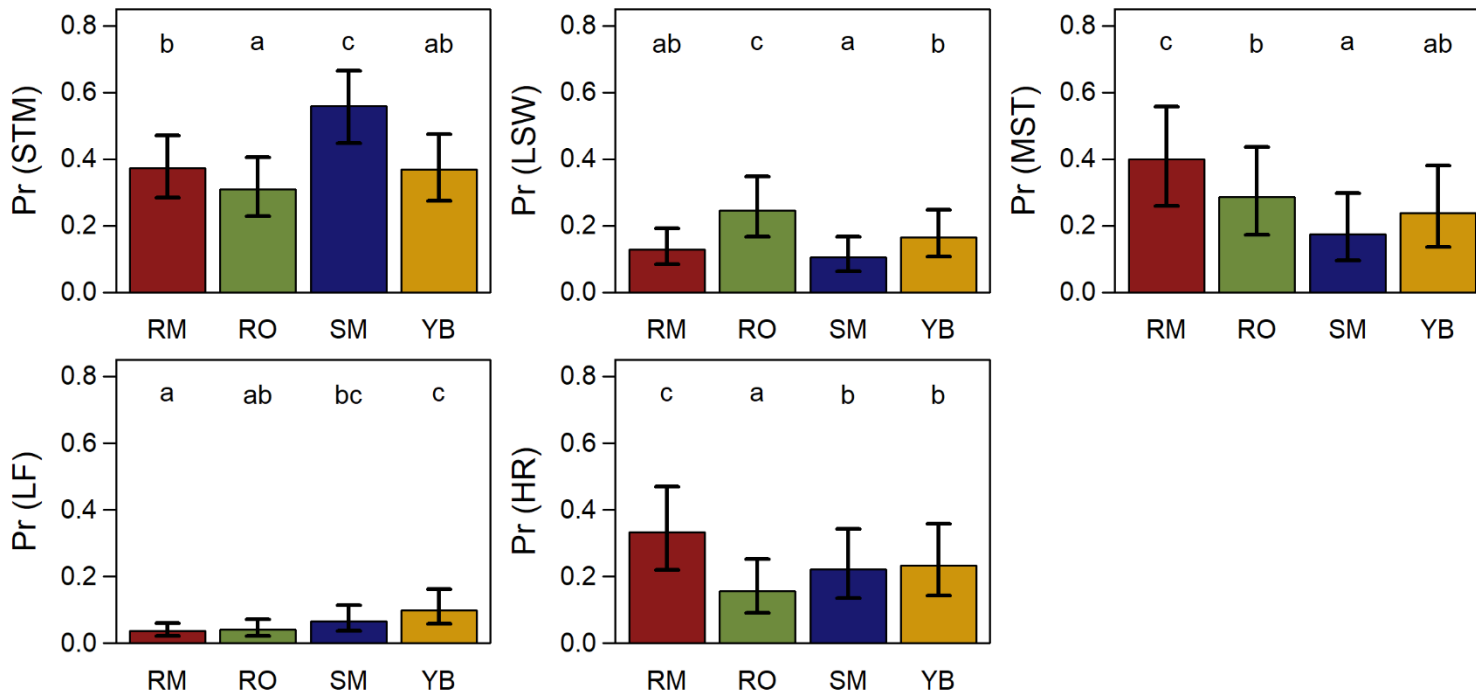 Pr (STM)
0.8
0.6
0.4
0.2
0.0
b a c ab
RM RO SM YB
Pr (LSW)
0.8
0.6
0.4
0.2
0.0
ab c a b
RM RO SM YB
Pr (MST)
0.8
0.6
0.4
0.2
0.0
c b a ab
RM RO SM YB
Pr (LF)
0.8
0.6
0.4
0.2
0.0
a ab bc c
RM RO SM YB
Pr (HR)
0.8
0.6
0.4
0.2
0.0
c a b b
RM RO SM YB